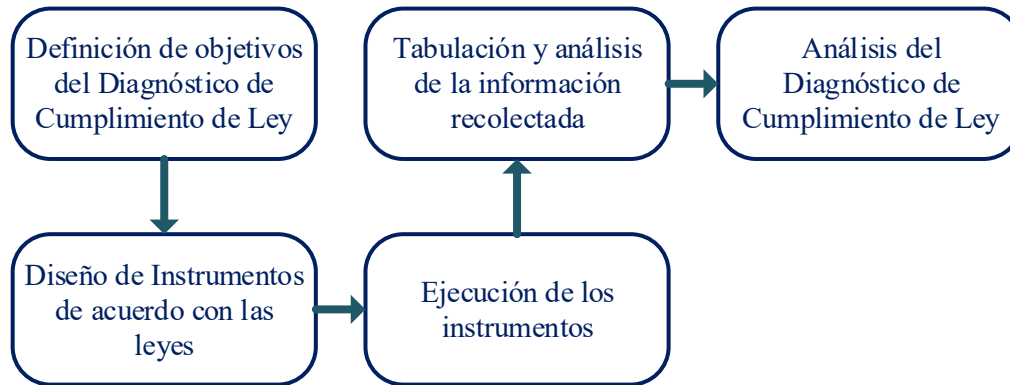 Definición de objetivos
del Diagnóstico de
Cumplimiento de Ley
Diseño de Instrumentos
de acuerdo con las
leyes
Ejecución de los
instrumentos
Tabulación y análisis
de la información
recolectada
Análisis del
Diagnóstico de
Cumplimiento de Ley